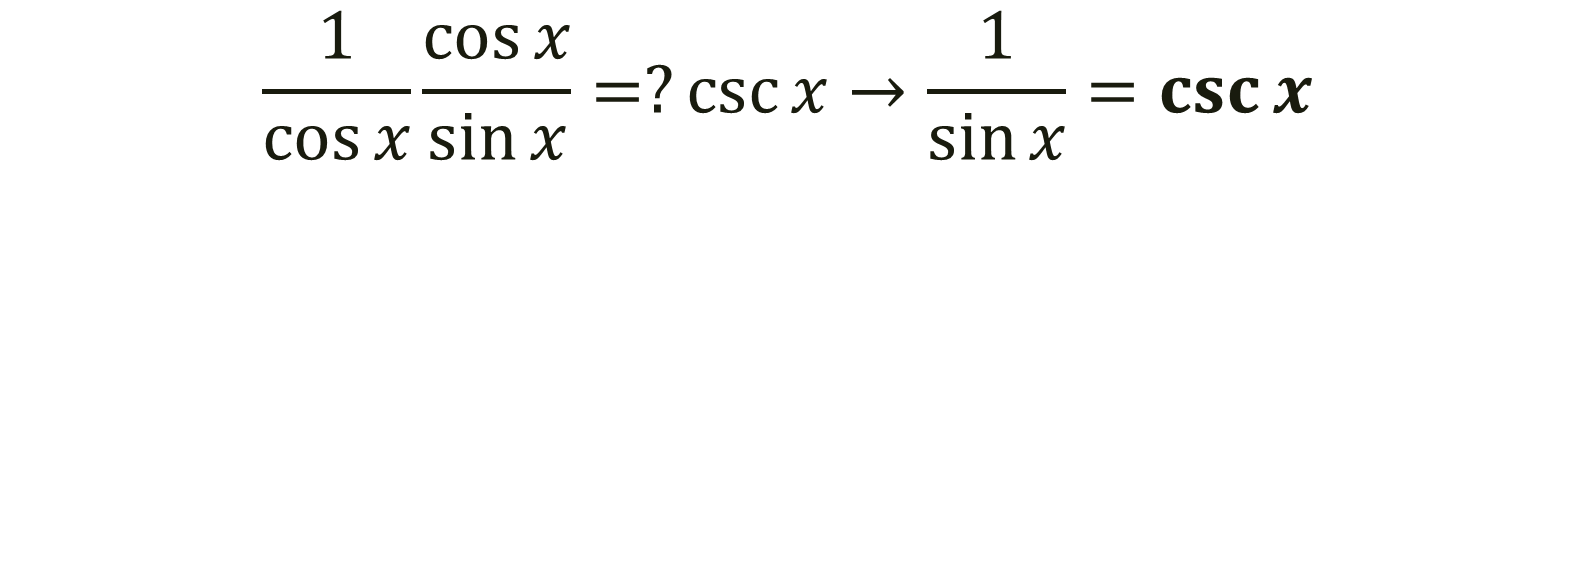 1/cos x cos x/sin x =? csc x → 1/sin x = csc x